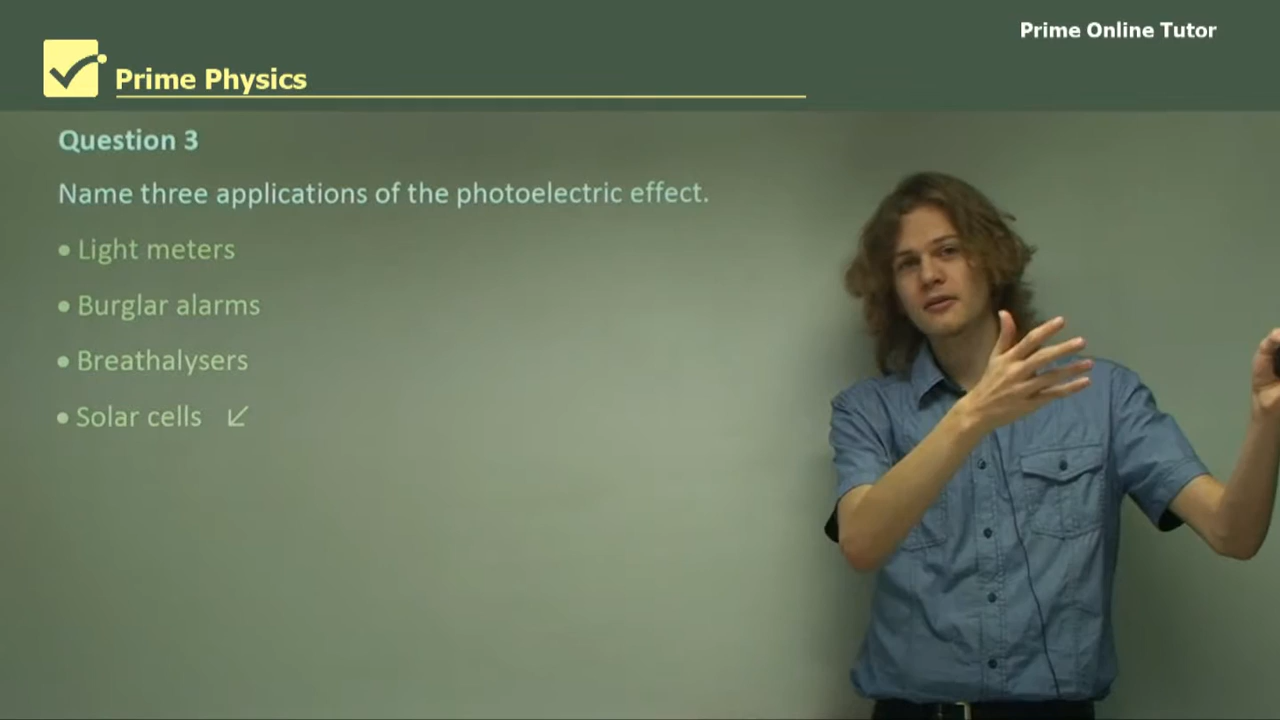 Prime Online Tutor
Prime Physics
Question 3
Name three applications of the photoelectric effect.
• Light meters
• Burglar alarms
• Breathalysers
• Solar cells